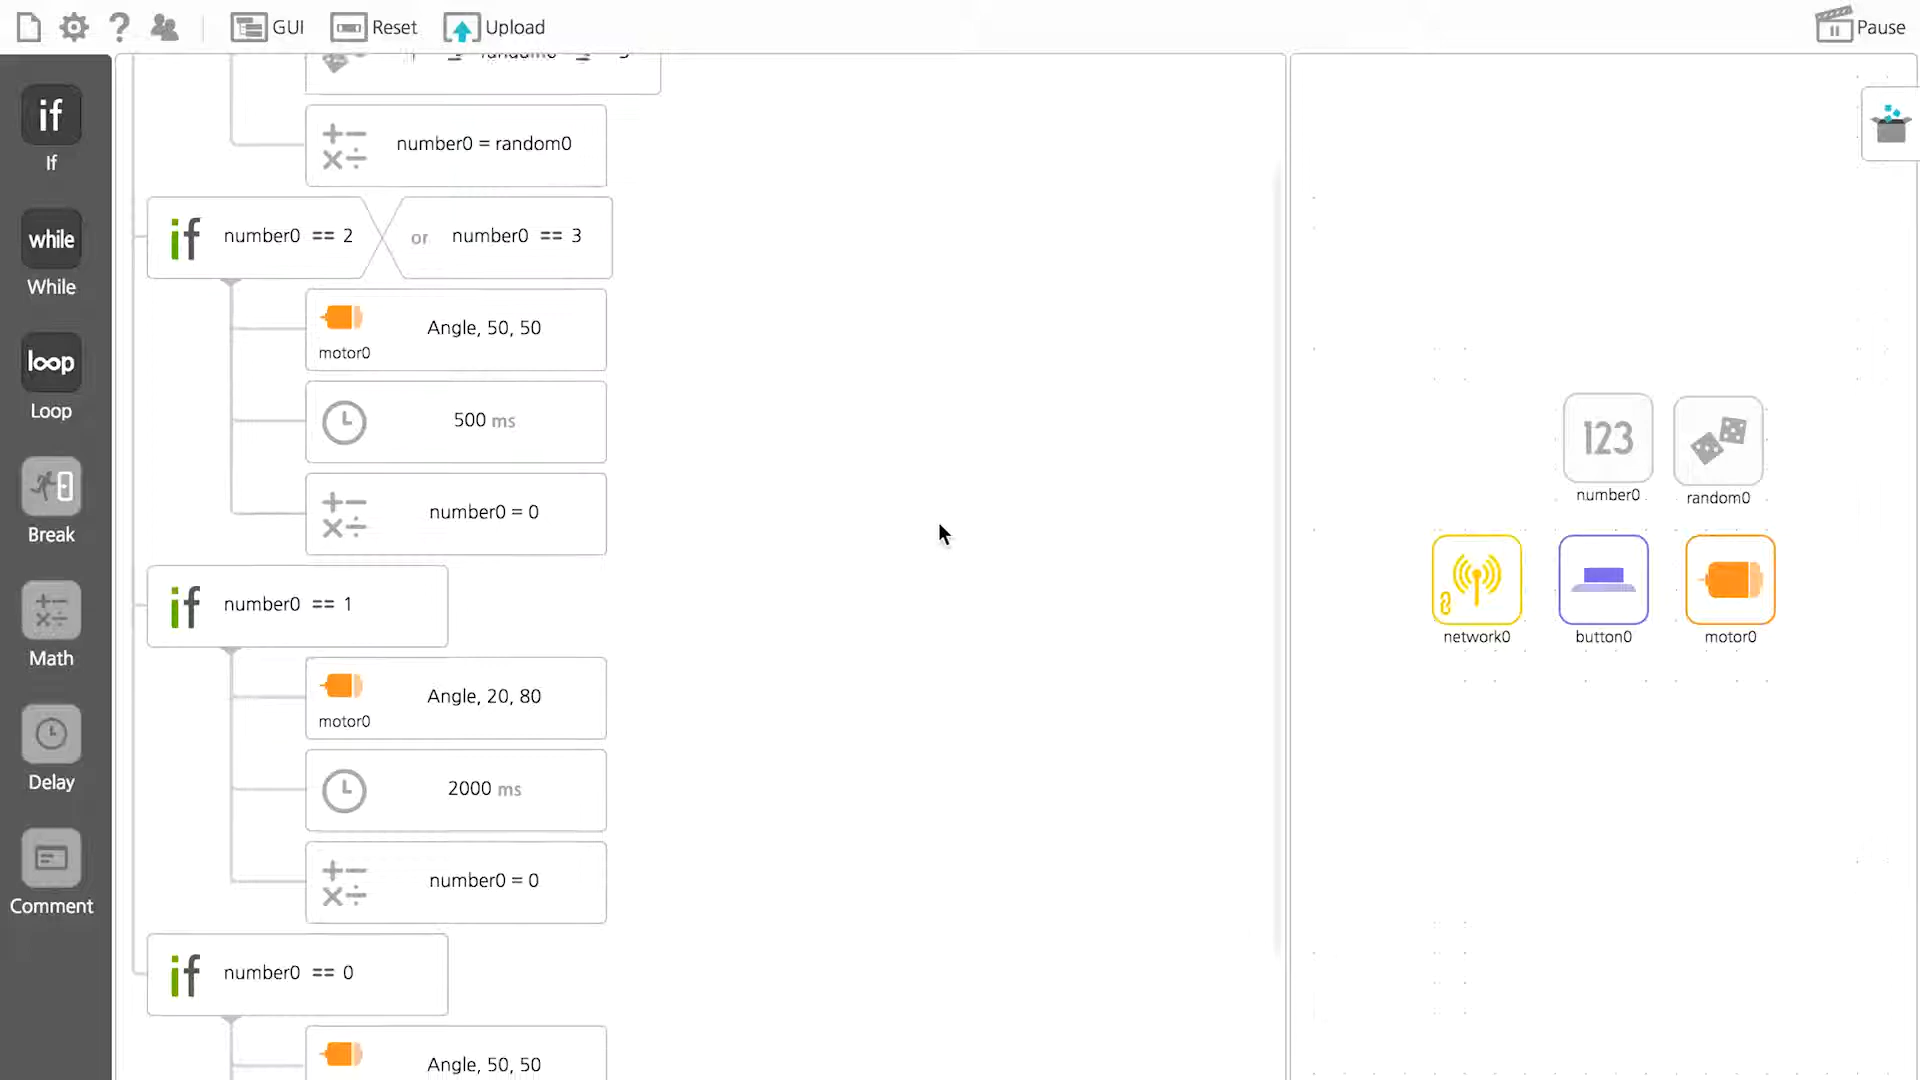 GUI
Reset
Upload
Pause
if
If
while
While
loop
Loop
Break
Math
Delay
Comment
random0
number0 = random0
if number0 == 2 or number0 == 3
motor0 Angle, 50, 50
500 ms
number0 = 0
if number0 == 1
motor0 Angle, 20, 80
2000 ms
number0 = 0
if number0 == 0
Angle, 50, 50
123
number0
random0
network0
button0
motor0